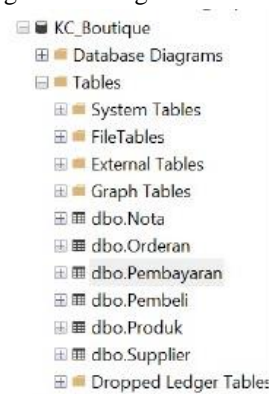 KC_Boutique
Database Diagrams
Tables
System Tables
FileTables
External Tables
Graph Tables
dbo.Nota
dbo.Orderan
dbo.Pembayaran
dbo.Pembeli
dbo.Produk
dbo.Supplier
Dropped Ledger Tables